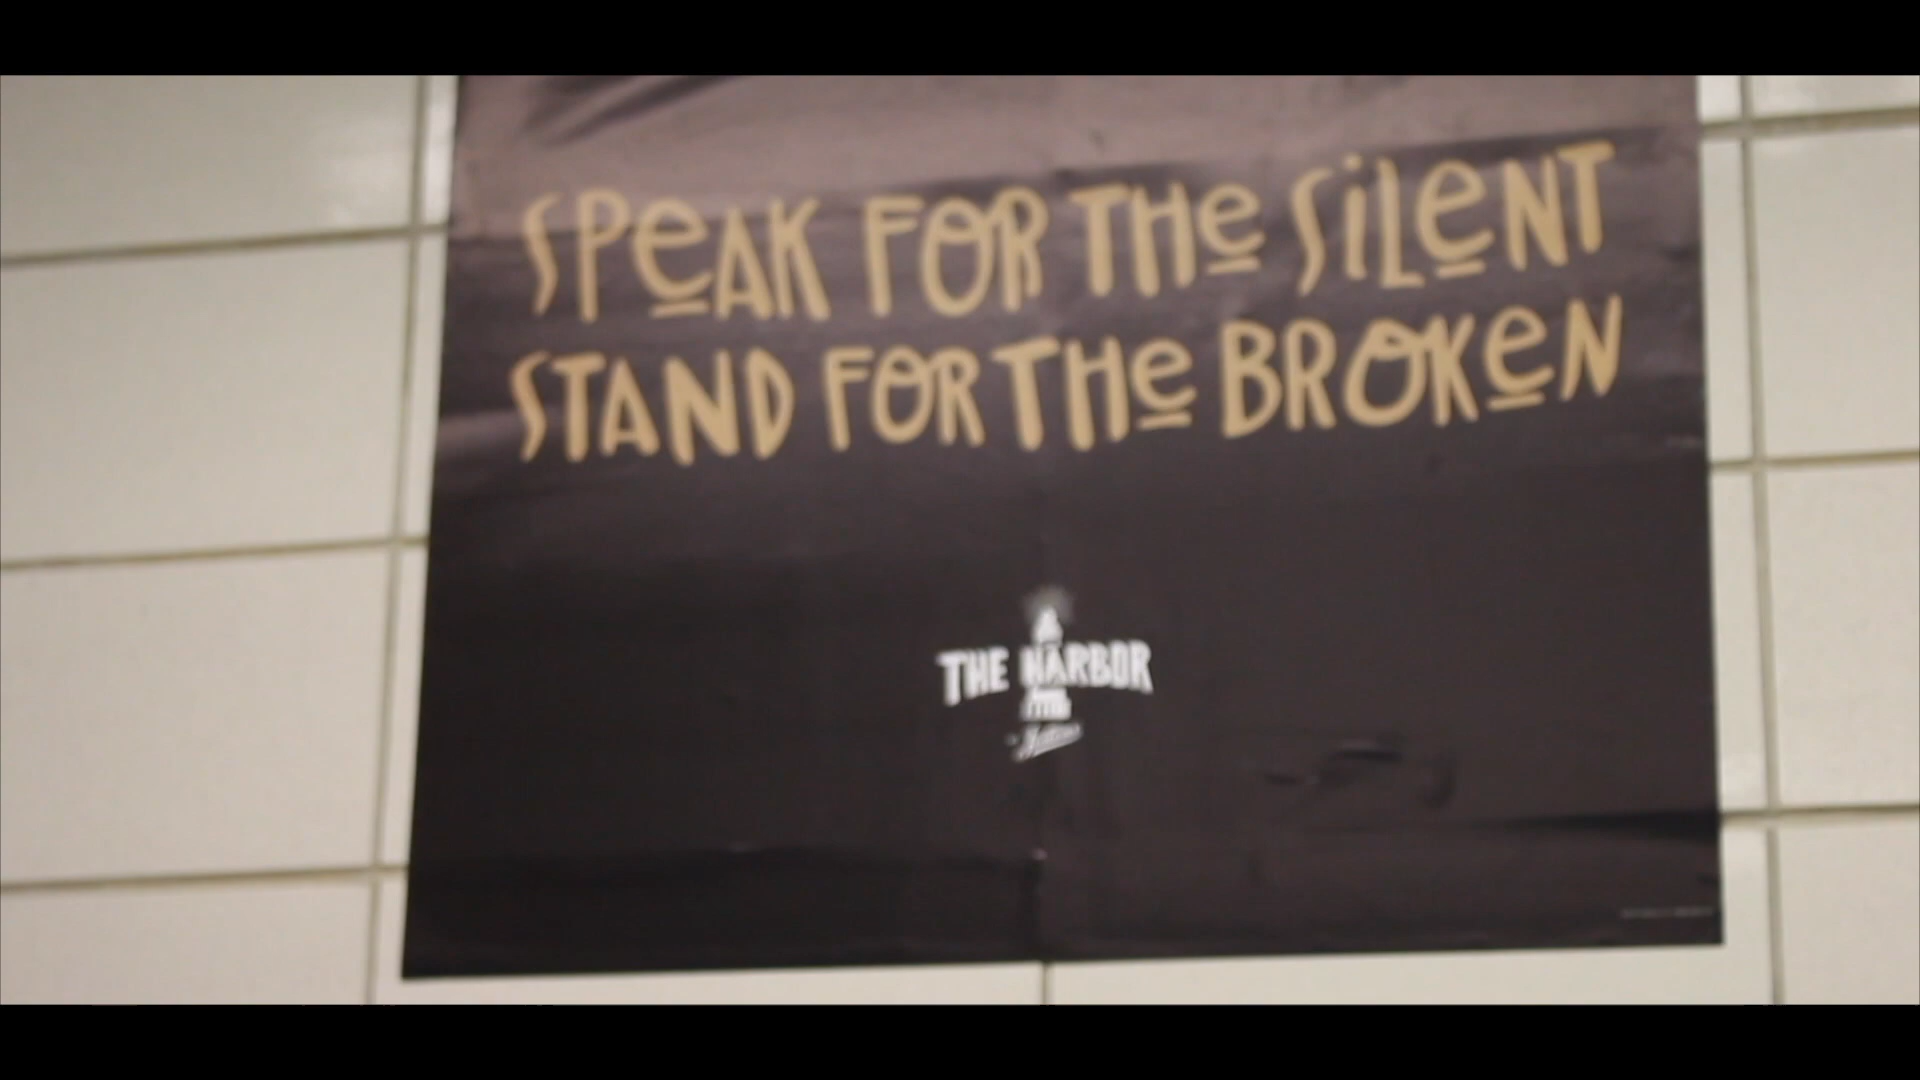 SPEAK FOR THE SILENT
STAND FOR THE BROKEN
THE HARBOR